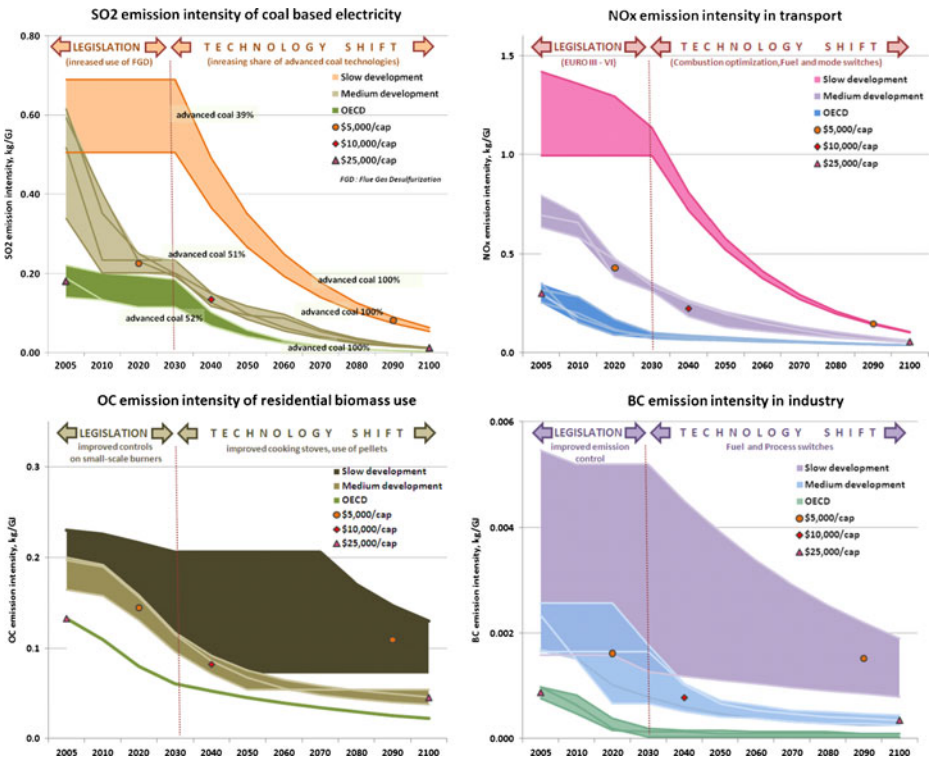 SO2 emission intensity of coal based electricity
0.80
0.60
0.40
0.20
0.00
SO2 emission intensity, kg/GJ
LEGISLATION
(inreased use of FGD)
TECHNOLOGY SHIFT
(inreasing share of advanced coal technologies)
Slow development
Medium development
OECD
$5,000/cap
$10,000/cap
$25,000/cap
FGD : Flue Gas Desulfurization
advanced coal 39%
advanced coal 51%
advanced coal 52%
advanced coal 100%
advanced coal 100%
advanced coal 100%
2005 2010 2020 2030 2040 2050 2060 2070 2080 2090 2100
NOx emission intensity in transport
1.5
1.0
0.5
0.0
NOx emission intensity, kg/GJ
LEGISLATION
(EURO III - VI)
TECHNOLOGY SHIFT
(Combustion optimization,Fuel and mode switches)
Slow development
Medium development
OECD
$5,000/cap
$10,000/cap
$25,000/cap
2005 2010 2020 2030 2040 2050 2060 2070 2080 2090 2100
OC emission intensity of residential biomass use
0.3
0.2
0.1
0.0
OC emission intensity, kg/GJ
LEGISLATION
improved controls
on small-scale burners
TECHNOLOGY SHIFT
improved cooking stoves, use of pellets
Slow development
Medium development
OECD
$5,000/cap
$10,000/cap
$25,000/cap
2005 2010 2020 2030 2040 2050 2060 2070 2080 2090 2100
BC emission intensity in industry
0.006
0.004
0.002
0.000
BC emission intensity, kg/GJ
LEGISLATION
improved emission
control
TECHNOLOGY SHIFT
Fuel and Process switches
Slow development
Medium development
OECD
$5,000/cap
$10,000/cap
$25,000/cap
2005 2010 2020 2030 2040 2050 2060 2070 2080 2090 2100